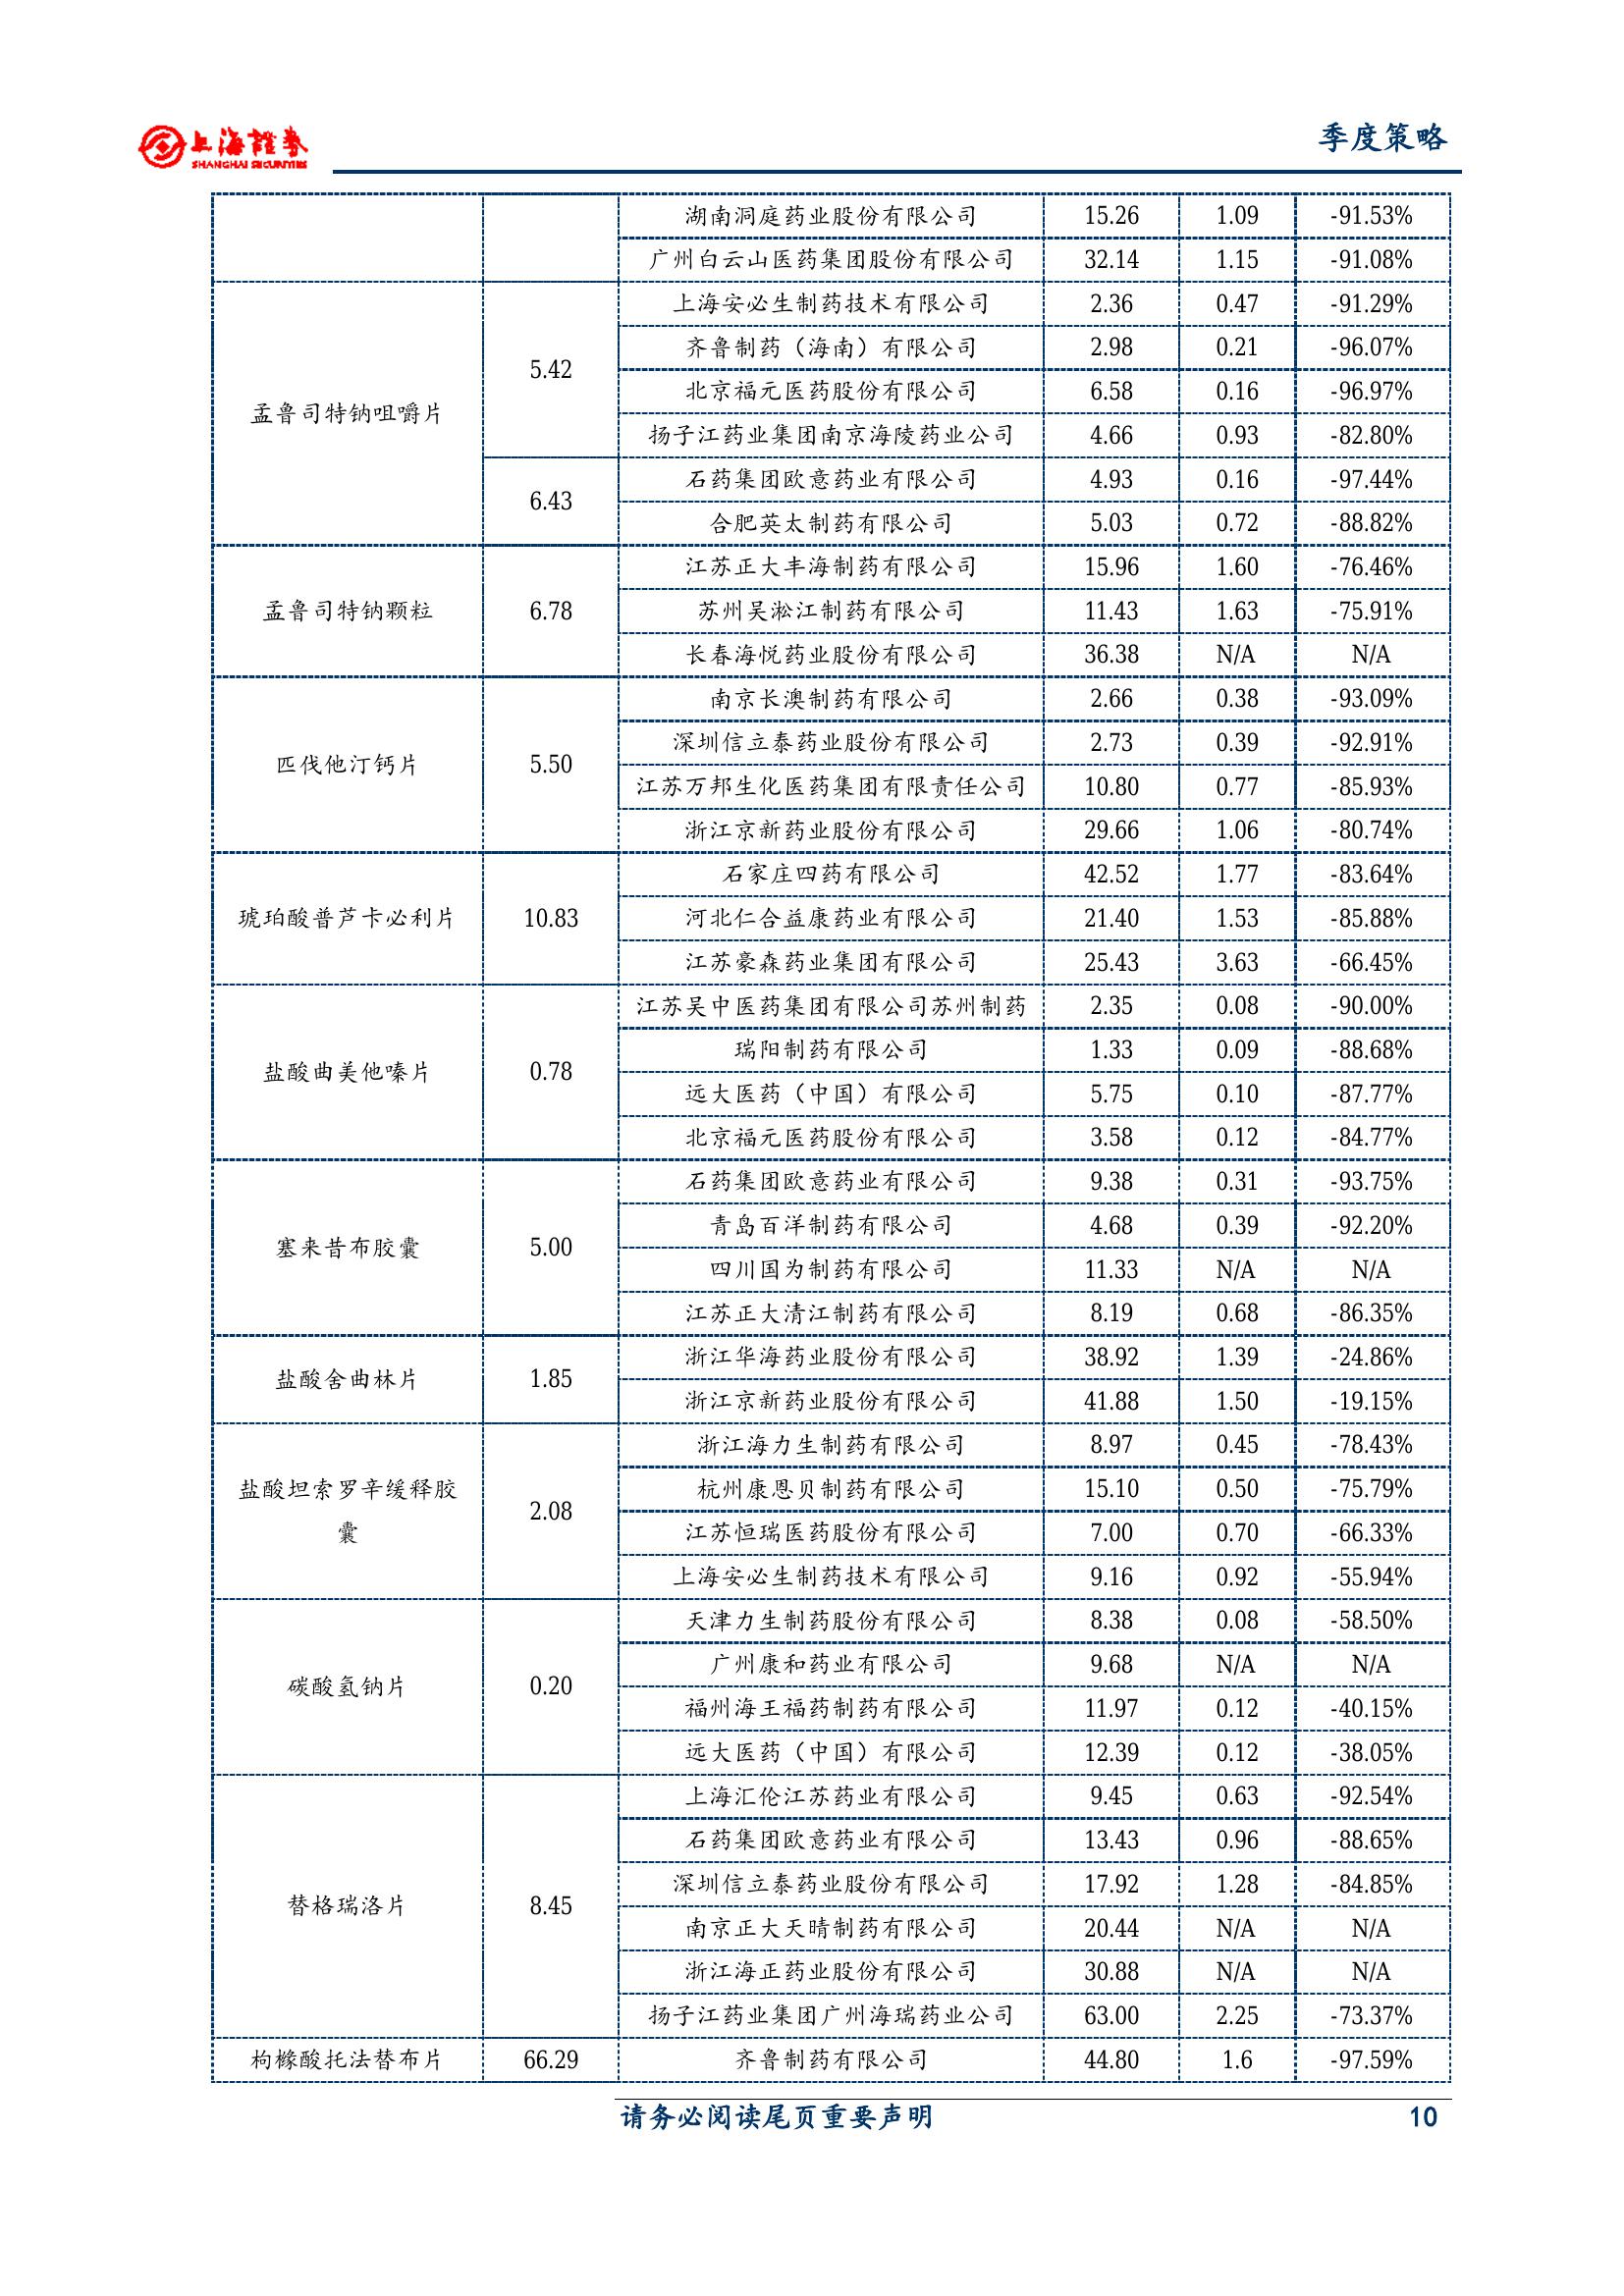 上海證券
SHANGHAI SECURITIES
季度策略
湖南洞庭药业股份有限公司 15.26 1.09 -91.53%
广州白云山医药集团股份有限公司 32.14 1.15 -91.08%
孟鲁司特钠咀嚼片 5.42 上海安必生制药技术有限公司 2.36 0.47 -91.29%
齐鲁制药（海南）有限公司 2.98 0.21 -96.07%
北京福元医药股份有限公司 6.58 0.16 -96.97%
扬子江药业集团南京海陵药业公司 4.66 0.93 -82.80%
6.43 石药集团欧意药业有限公司 4.93 0.16 -97.44%
合肥英太制药有限公司 5.03 0.72 -88.82%
孟鲁司特钠颗粒 6.78 江苏正大丰海制药有限公司 15.96 1.60 -76.46%
苏州吴淞江制药有限公司 11.43 1.63 -75.91%
长春海悦药业股份有限公司 36.38 N/A N/A
匹伐他汀钙片 5.50 南京长澳制药有限公司 2.66 0.38 -93.09%
深圳信立泰药业股份有限公司 2.73 0.39 -92.91%
江苏万邦生化医药集团有限责任公司 10.80 0.77 -85.93%
浙江京新药业股份有限公司 29.66 1.06 -80.74%
琥珀酸普芦卡必利片 10.83 石家庄四药有限公司 42.52 1.77 -83.64%
河北仁合益康药业有限公司 21.40 1.53 -85.88%
江苏豪森药业集团有限公司 25.43 3.63 -66.45%
盐酸曲美他嗪片 0.78 江苏吴中医药集团有限公司苏州制药 2.35 0.08 -90.00%
瑞阳制药有限公司 1.33 0.09 -88.68%
远大医药（中国）有限公司 5.75 0.10 -87.77%
北京福元医药股份有限公司 3.58 0.12 -84.77%
塞来昔布胶囊 5.00 石药集团欧意药业有限公司 9.38 0.31 -93.75%
青岛百洋制药有限公司 4.68 0.39 -92.20%
四川国为制药有限公司 11.33 N/A N/A
江苏正大清江制药有限公司 8.19 0.68 -86.35%
盐酸舍曲林片 1.85 浙江华海药业股份有限公司 38.92 1.39 -24.86%
浙江京新药业股份有限公司 41.88 1.50 -19.15%
盐酸坦索罗辛缓释胶囊 2.08 浙江海力生制药有限公司 8.97 0.45 -78.43%
杭州康恩贝制药有限公司 15.10 0.50 -75.79%
江苏恒瑞医药股份有限公司 7.00 0.70 -66.33%
上海安必生制药技术有限公司 9.16 0.92 -55.94%
碳酸氢钠片 0.20 天津力生制药股份有限公司 8.38 0.08 -58.50%
广州康和药业有限公司 9.68 N/A N/A
福州海王福药制药有限公司 11.97 0.12 -40.15%
远大医药（中国）有限公司 12.39 0.12 -38.05%
替格瑞洛片 8.45 上海汇伦江苏药业有限公司 9.45 0.63 -92.54%
石药集团欧意药业有限公司 13.43 0.96 -88.65%
深圳信立泰药业股份有限公司 17.92 1.28 -84.85%
南京正大天晴制药有限公司 20.44 N/A N/A
浙江海正药业股份有限公司 30.88 N/A N/A
扬子江药业集团广州海瑞药业公司 63.00 2.25 -73.37%
枸橼酸托法替布片 66.29 齐鲁制药有限公司 44.80 1.6 -97.59%
请务必阅读尾页重要声明 10